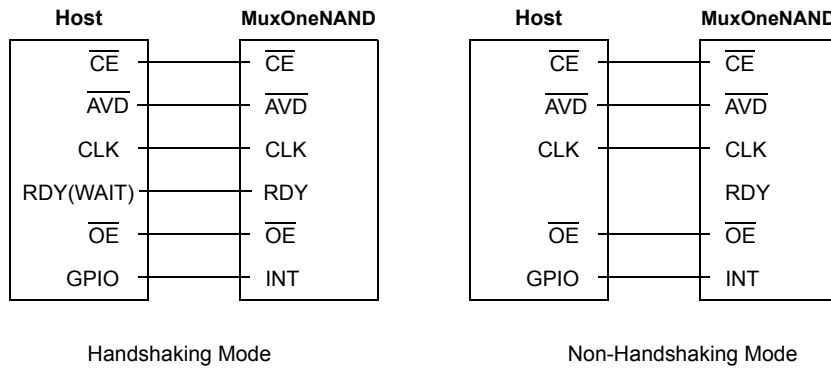 Host MuxOneNAND Host MuxOneNAND
CE CE CE CE
AVD AVD AVD AVD
CLK CLK CLK CLK
RDY(WAIT) RDY RDY
OE OE OE OE
GPIO INT GPIO INT
Handshaking Mode Non-Handshaking Mode